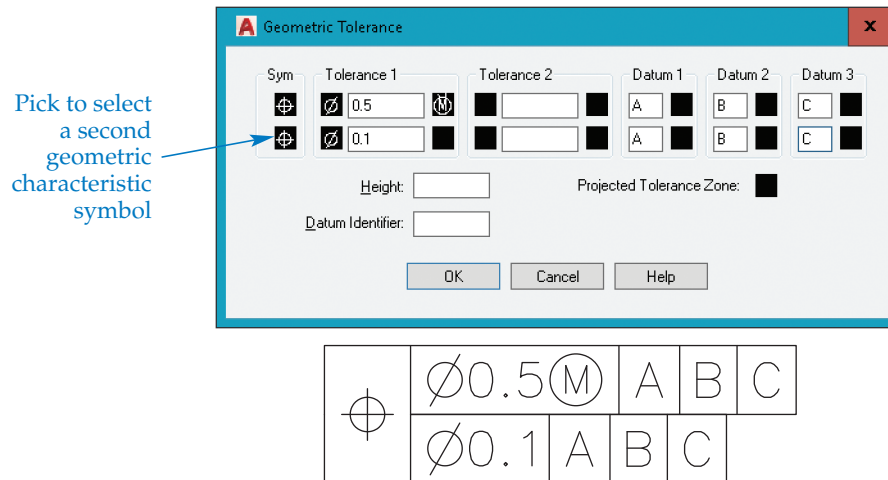 Geometric Tolerance
x
Sym Tolerance 1 Tolerance 2 Datum 1 Datum 2 Datum 3
Ø 0.5 Ⓜ A B C
Ø 0.1 A B C
Pick to select
a second
geometric
characteristic
symbol
Height:
Projected Tolerance Zone:
Datum Identifier:
OK Cancel Help
⌖ Ø0.5Ⓜ A B C
Ø0.1 A B C